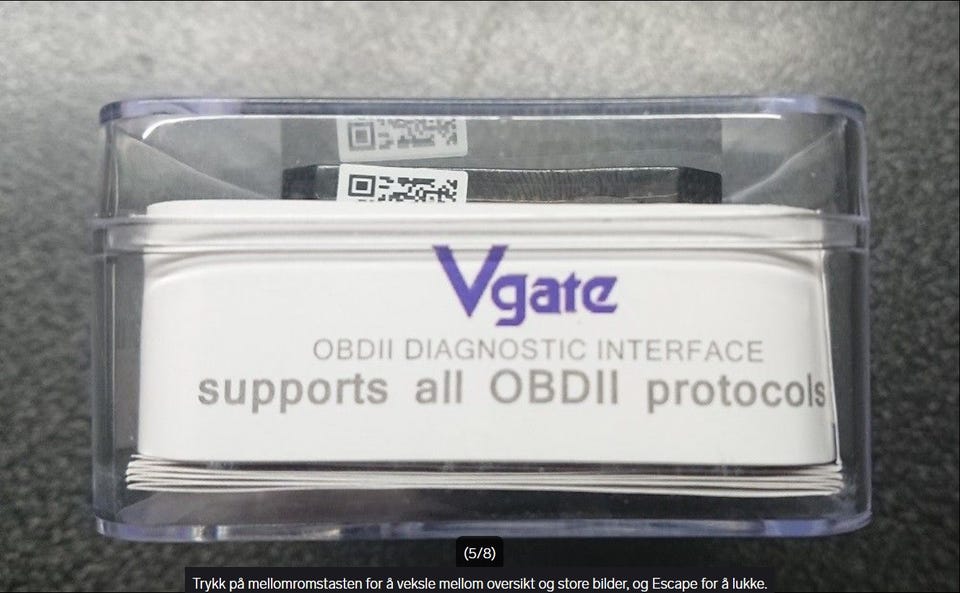 Vgate
OBDII DIAGNOSTIC INTERFACE
supports all OBDII protocols
(5/8)
Trykk på mellomromstasten for å veksle mellom oversikt og store bilder, og Escape for å lukke.